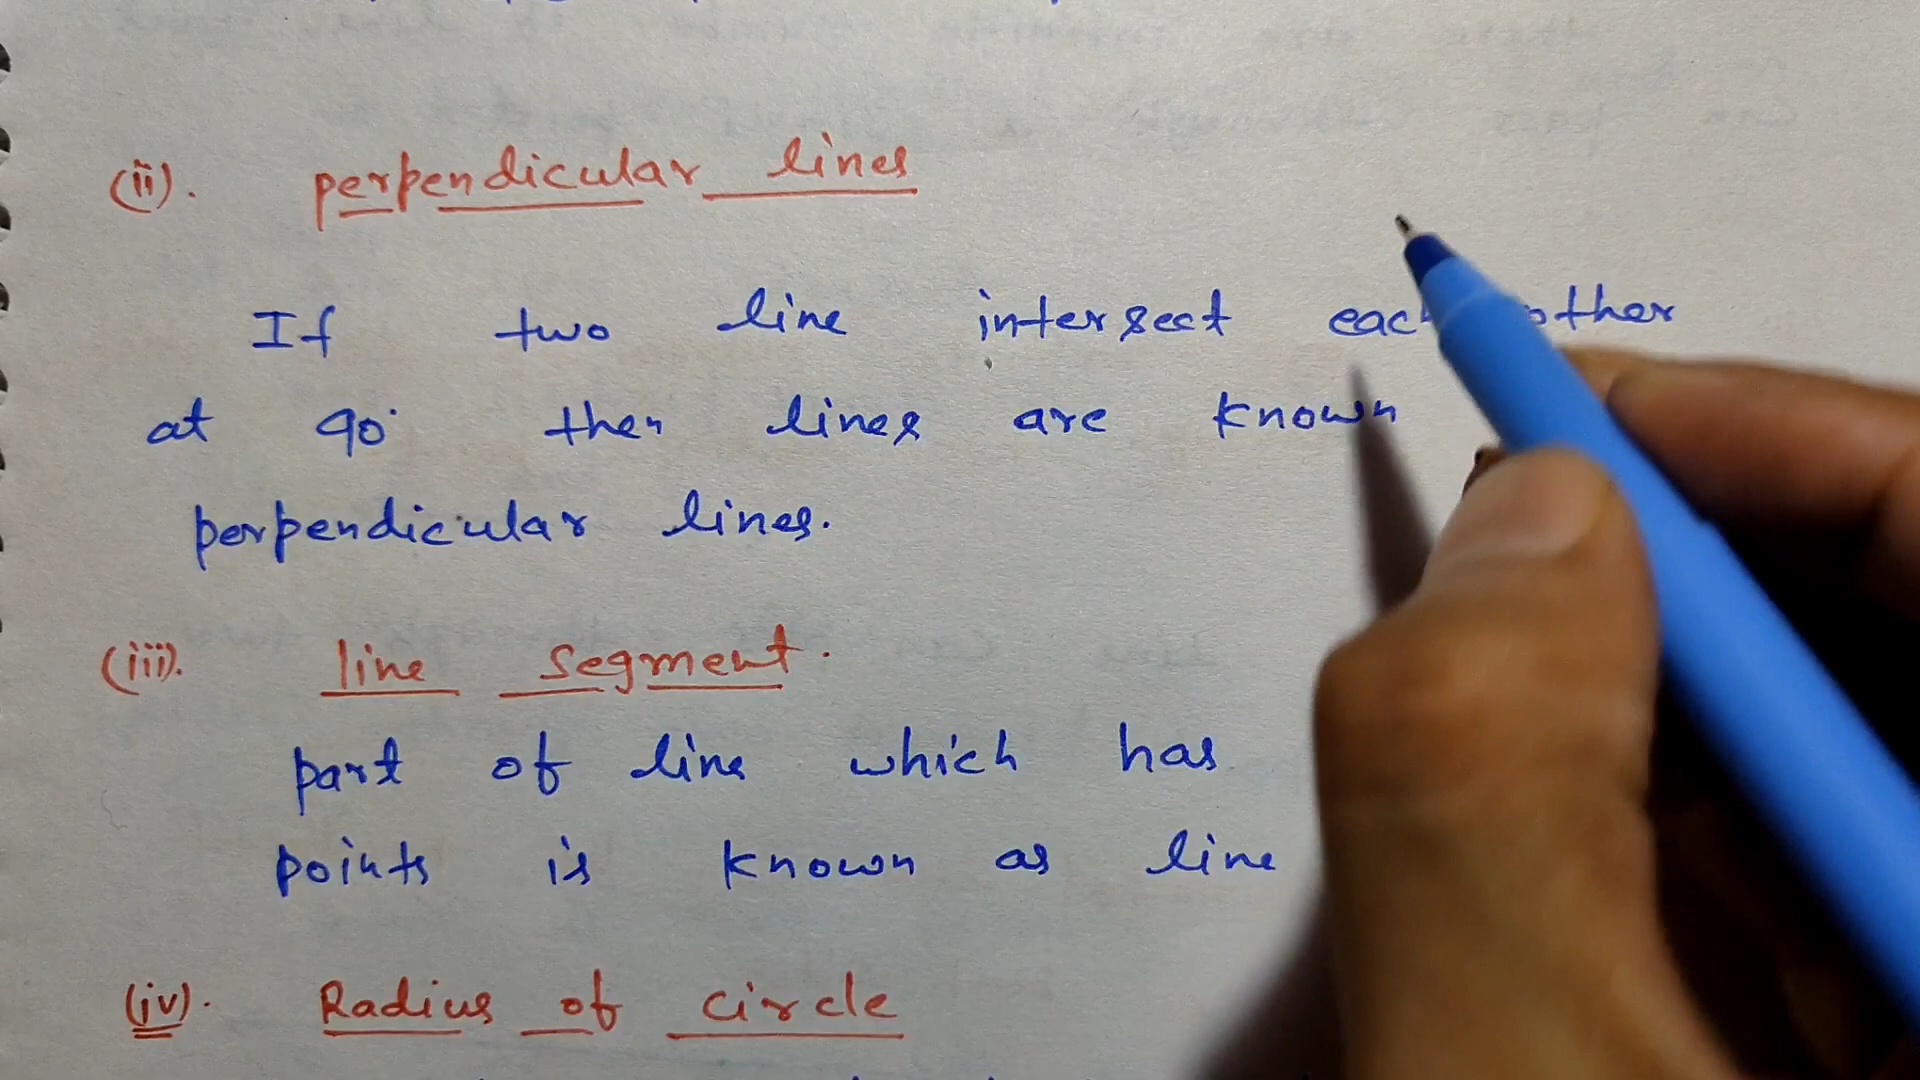 (ii). perpendicular lines
If two line intersect each other
at 90° then lines are known
perpendicular lines.
(iii). line segment.
part of line which has
points is known as line
(iv). Radius of circle